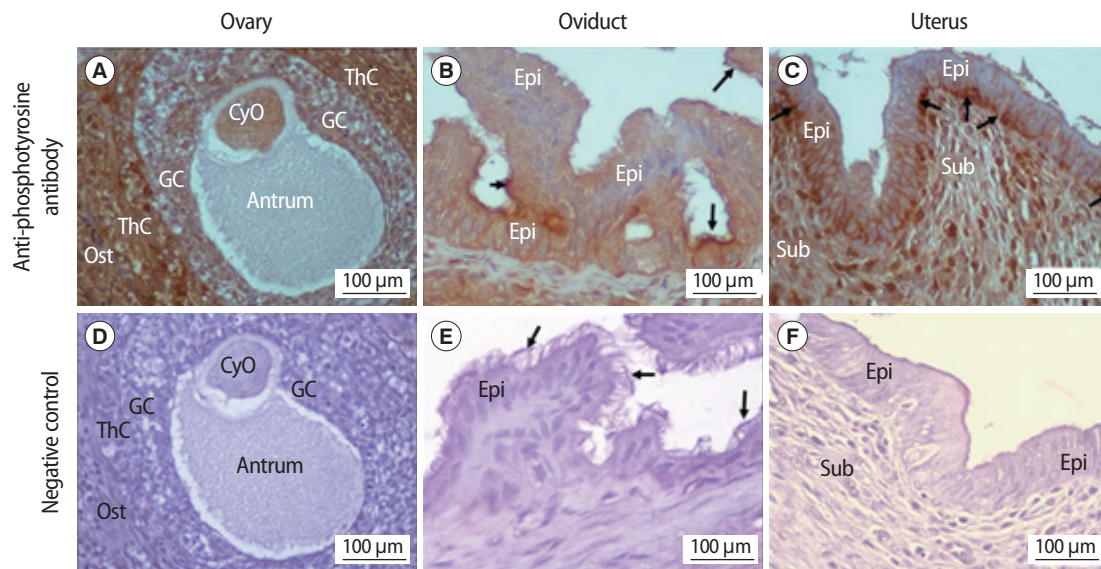 Ovary
Oviduct
Uterus
Anti-phosphotyrosine
antibody
A
ThC
CyO
GC
GC
Antrum
ThC
Ost
100 µm
B
Epi
Epi
Epi
100 µm
C
Epi
Epi
Sub
Sub
100 µm
Negative control
D
CyO
GC
GC
ThC
Antrum
Ost
100 µm
E
Epi
100 µm
F
Epi
Sub
Epi
100 µm